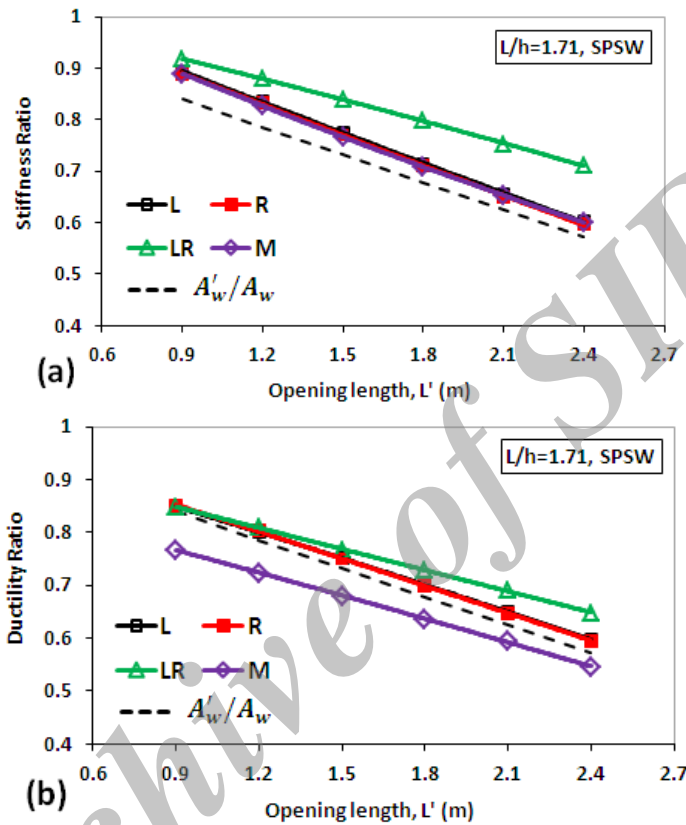 1
0.9
0.8
0.7
0.6
0.5
0.4
Stiffness Ratio
L/h=1.71, SPSW
L R
LR M
A'w/Aw
0.6 0.9 1.2 1.5 1.8 2.1 2.4 2.7
(a)
Opening length, L' (m)
1
0.9
0.8
0.7
0.6
0.5
0.4
Ductility Ratio
L/h=1.71, SPSW
L R
LR M
A'w/Aw
0.6 0.9 1.2 1.5 1.8 2.1 2.4 2.7
(b)
Opening length, L' (m)
chive of SI